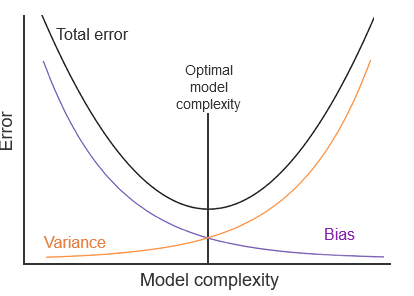 Total error
Optimal
model
complexity
Error
Variance
Bias
Model complexity